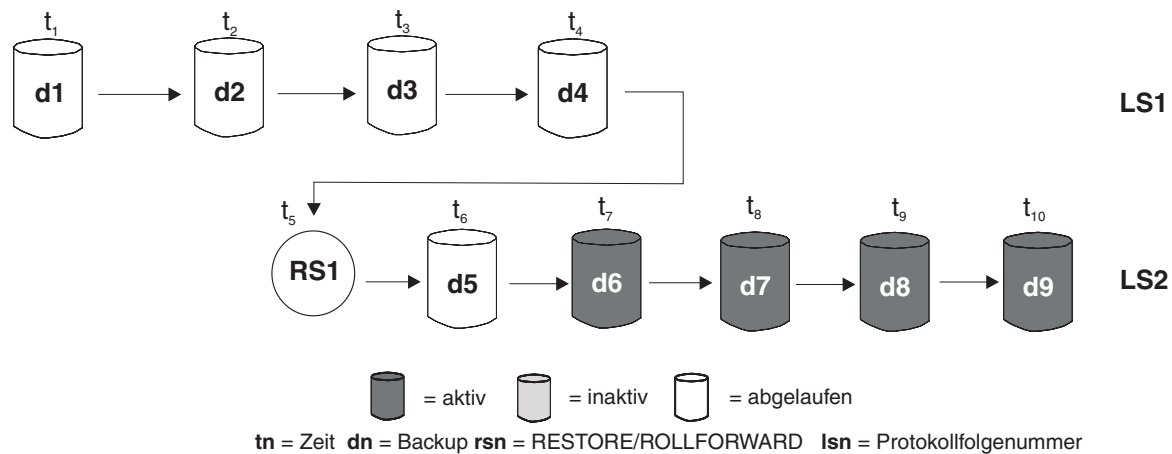 t₁ t₂ t₃ t₄
d1 d2 d3 d4 LS1
t₅ t₆ t₇ t₈ t₉ t₁₀
RS1 d5 d6 d7 d8 d9 LS2
= aktiv = inaktiv = abgelaufen
tn = Zeit dn = Backup rsn = RESTORE/ROLLFORWARD lsn = Protokollfolgenummer